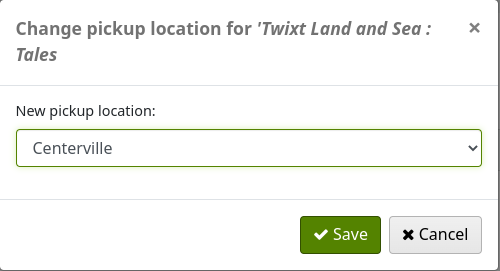 Change pickup location for 'Twixt Land and Sea :
Tales
×
New pickup location:
Centerville
✔ Save
✖ Cancel